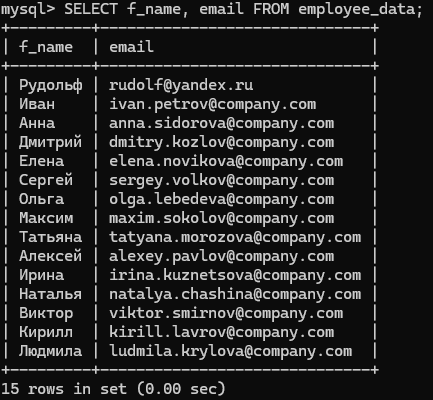 mysql> SELECT f_name, email FROM employee_data;
+---------+-----------------------------+
| f_name  | email                       |
+---------+-----------------------------+
| Рудольф | rudolf@yandex.ru            |
| Иван    | ivan.petrov@company.com     |
| Анна    | anna.sidorova@company.com   |
| Дмитрий | dmitry.kozlov@company.com   |
| Елена   | elena.novikova@company.com  |
| Сергей  | sergey.volkov@company.com   |
| Ольга   | olga.lebedeva@company.com   |
| Максим  | maxim.sokolov@company.com   |
| Татьяна | tatyana.morozova@company.com |
| Алексей | alexey.pavlov@company.com   |
| Ирина   | irina.kuznetsova@company.com |
| Наталья | natalya.chashina@company.com |
| Виктор  | viktor.smirnov@company.com  |
| Кирилл  | kirill.lavrov@company.com   |
| Людмила | ludmila.krylova@company.com |
+---------+-----------------------------+
15 rows in set (0.00 sec)